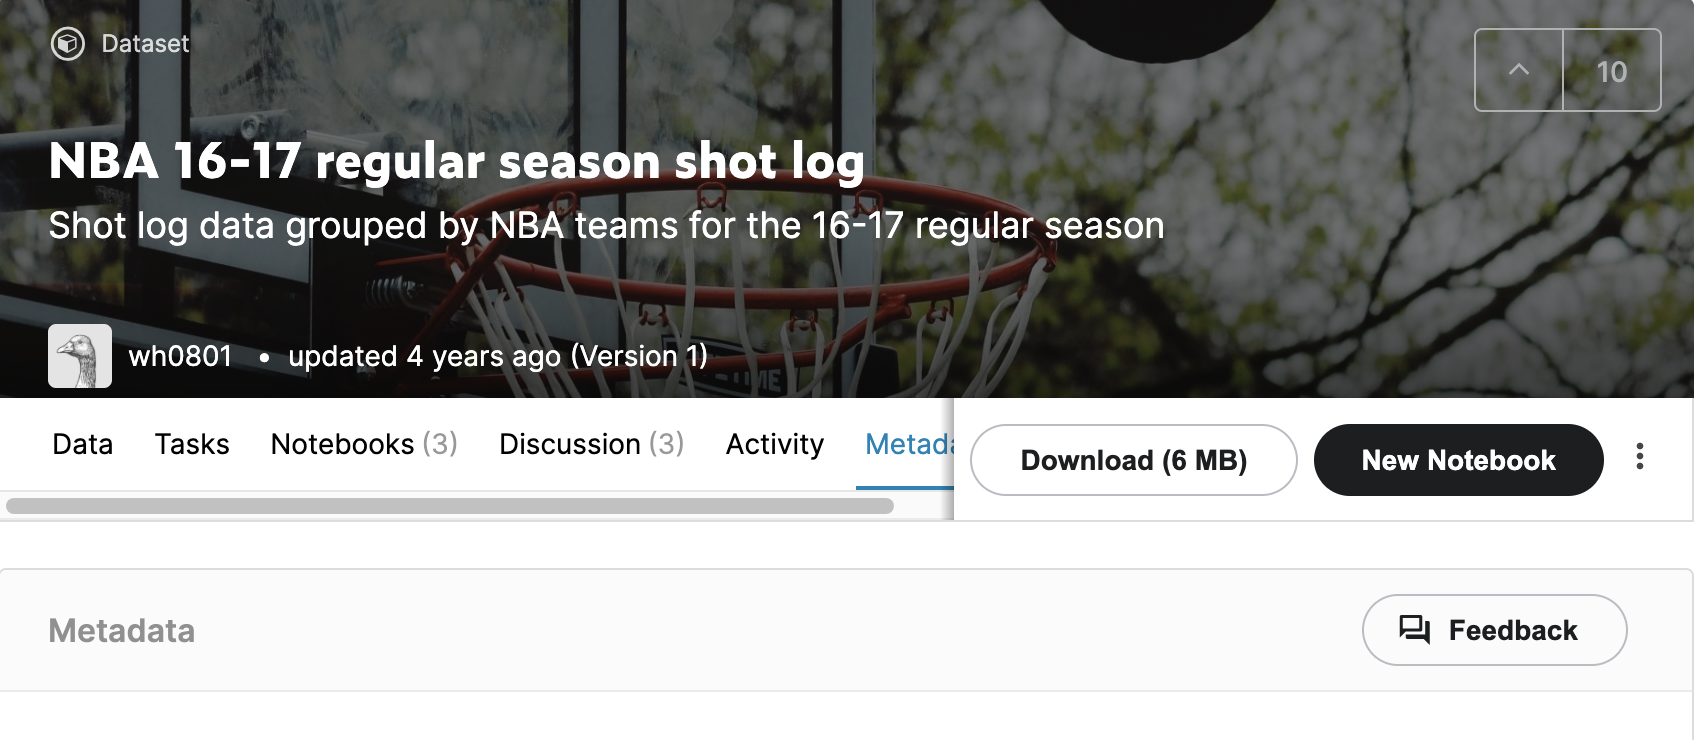 Dataset
10
NBA 16-17 regular season shot log
Shot log data grouped by NBA teams for the 16-17 regular season
wh0801 • updated 4 years ago (Version 1)
Data Tasks Notebooks (3) Discussion (3) Activity Metada
Download (6 MB) New Notebook
Metadata
Feedback